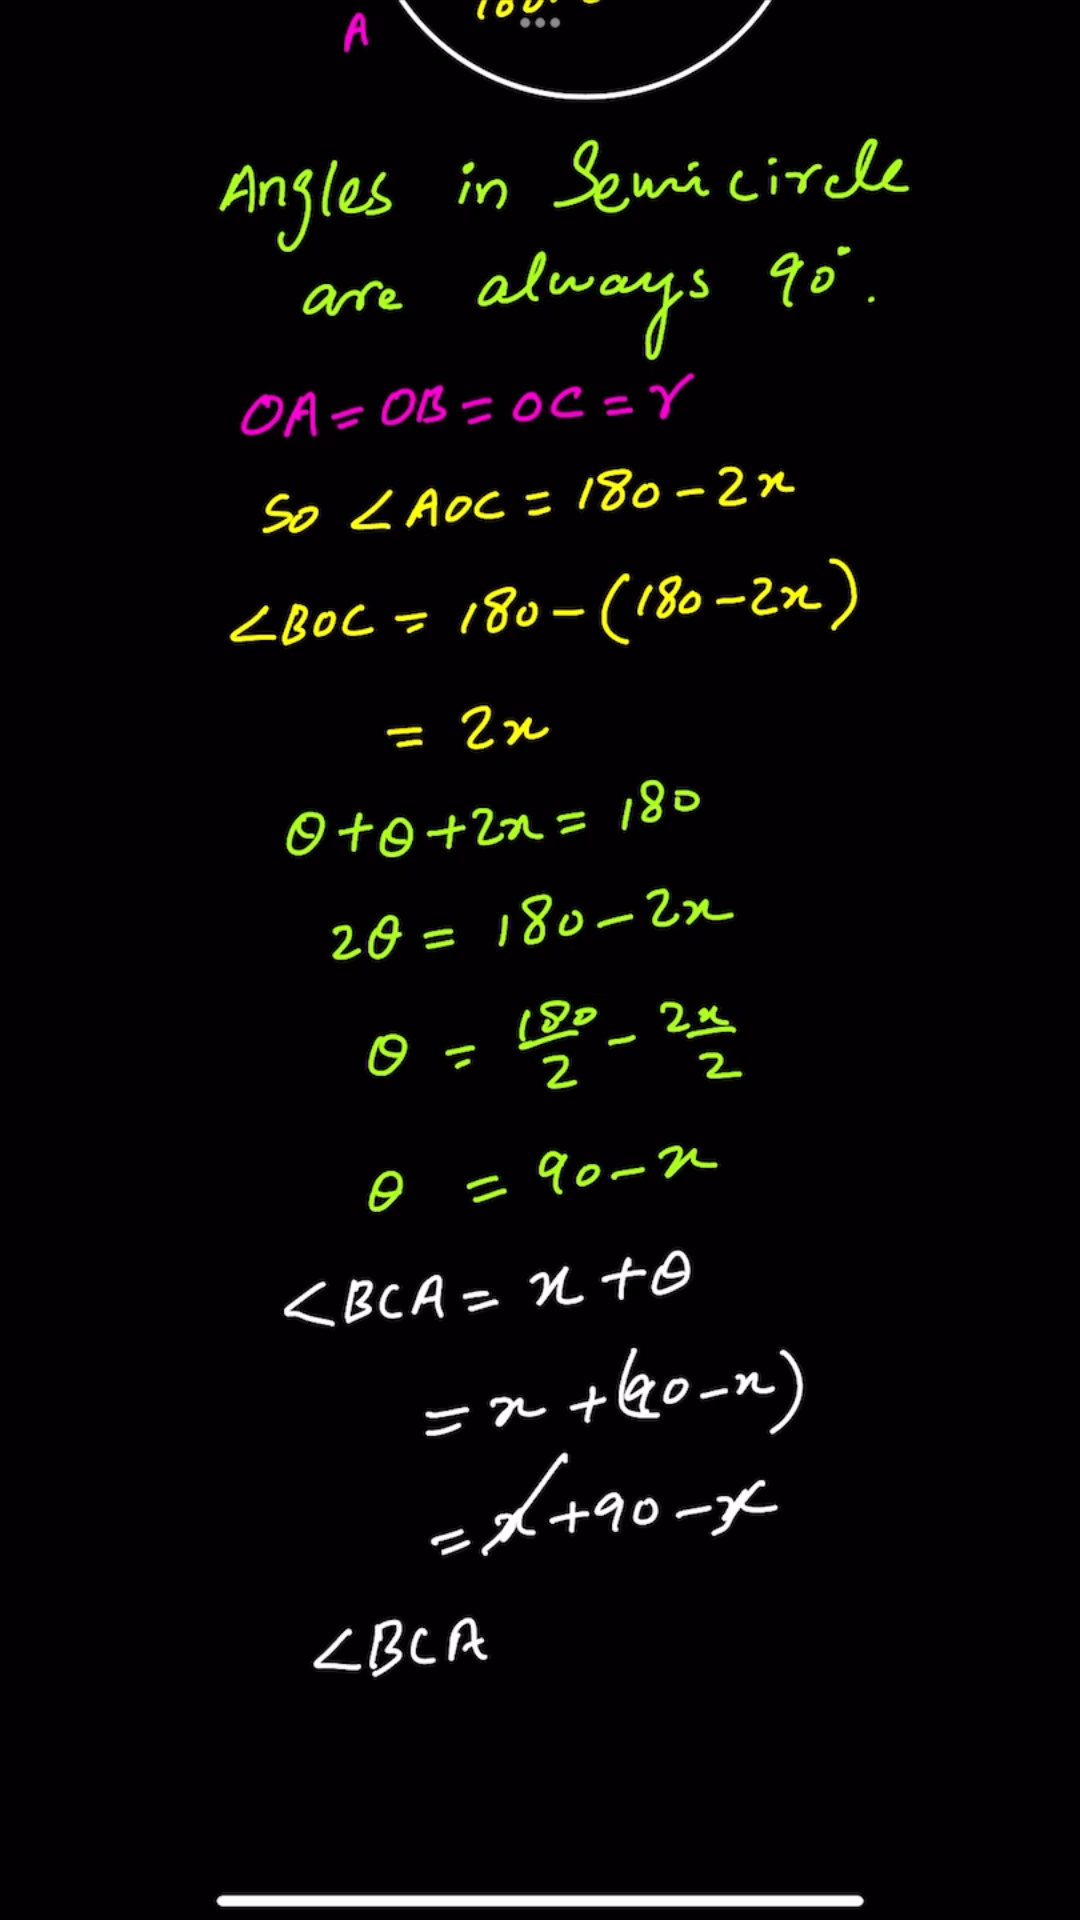 A
Angles in Semicircle
are always 90°.
OA = OB = OC = r
So ∠AOC = 180 - 2x
∠BOC = 180 - (180 - 2x)
= 2x
θ + θ + 2x = 180
2θ = 180 - 2x
θ = 180/2 - 2x/2
θ = 90 - x
∠BCA = x + θ
= x + (90 - x)
= x + 90 - x
∠BCA